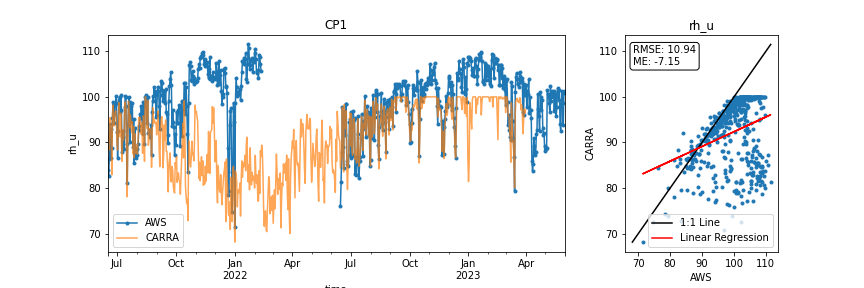 CP1
rh_u
110
100
90
80
70
rh_u
AWS
CARRA
Jul
Oct
Jan
2022
Apr
Jul
Oct
Jan
2023
Apr
time
rh_u
RMSE: 10.94
ME: -7.15
110
100
90
80
70
CARRA
1:1 Line
Linear Regression
70
80
90
100
110
AWS